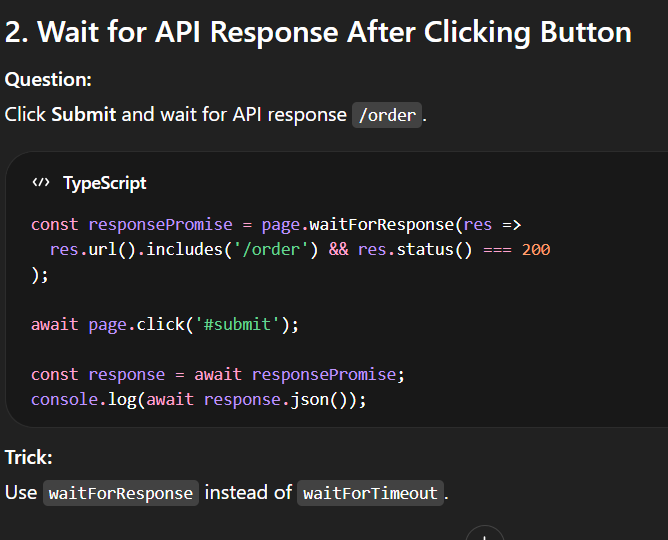 2. Wait for API Response After Clicking Button
Question:
Click Submit and wait for API response /order.
</> TypeScript
const responsePromise = page.waitForResponse(res =>
  res.url().includes('/order') && res.status() === 200
);
await page.click('#submit');
const response = await responsePromise;
console.log(await response.json());
Trick:
Use waitForResponse instead of waitForTimeout.